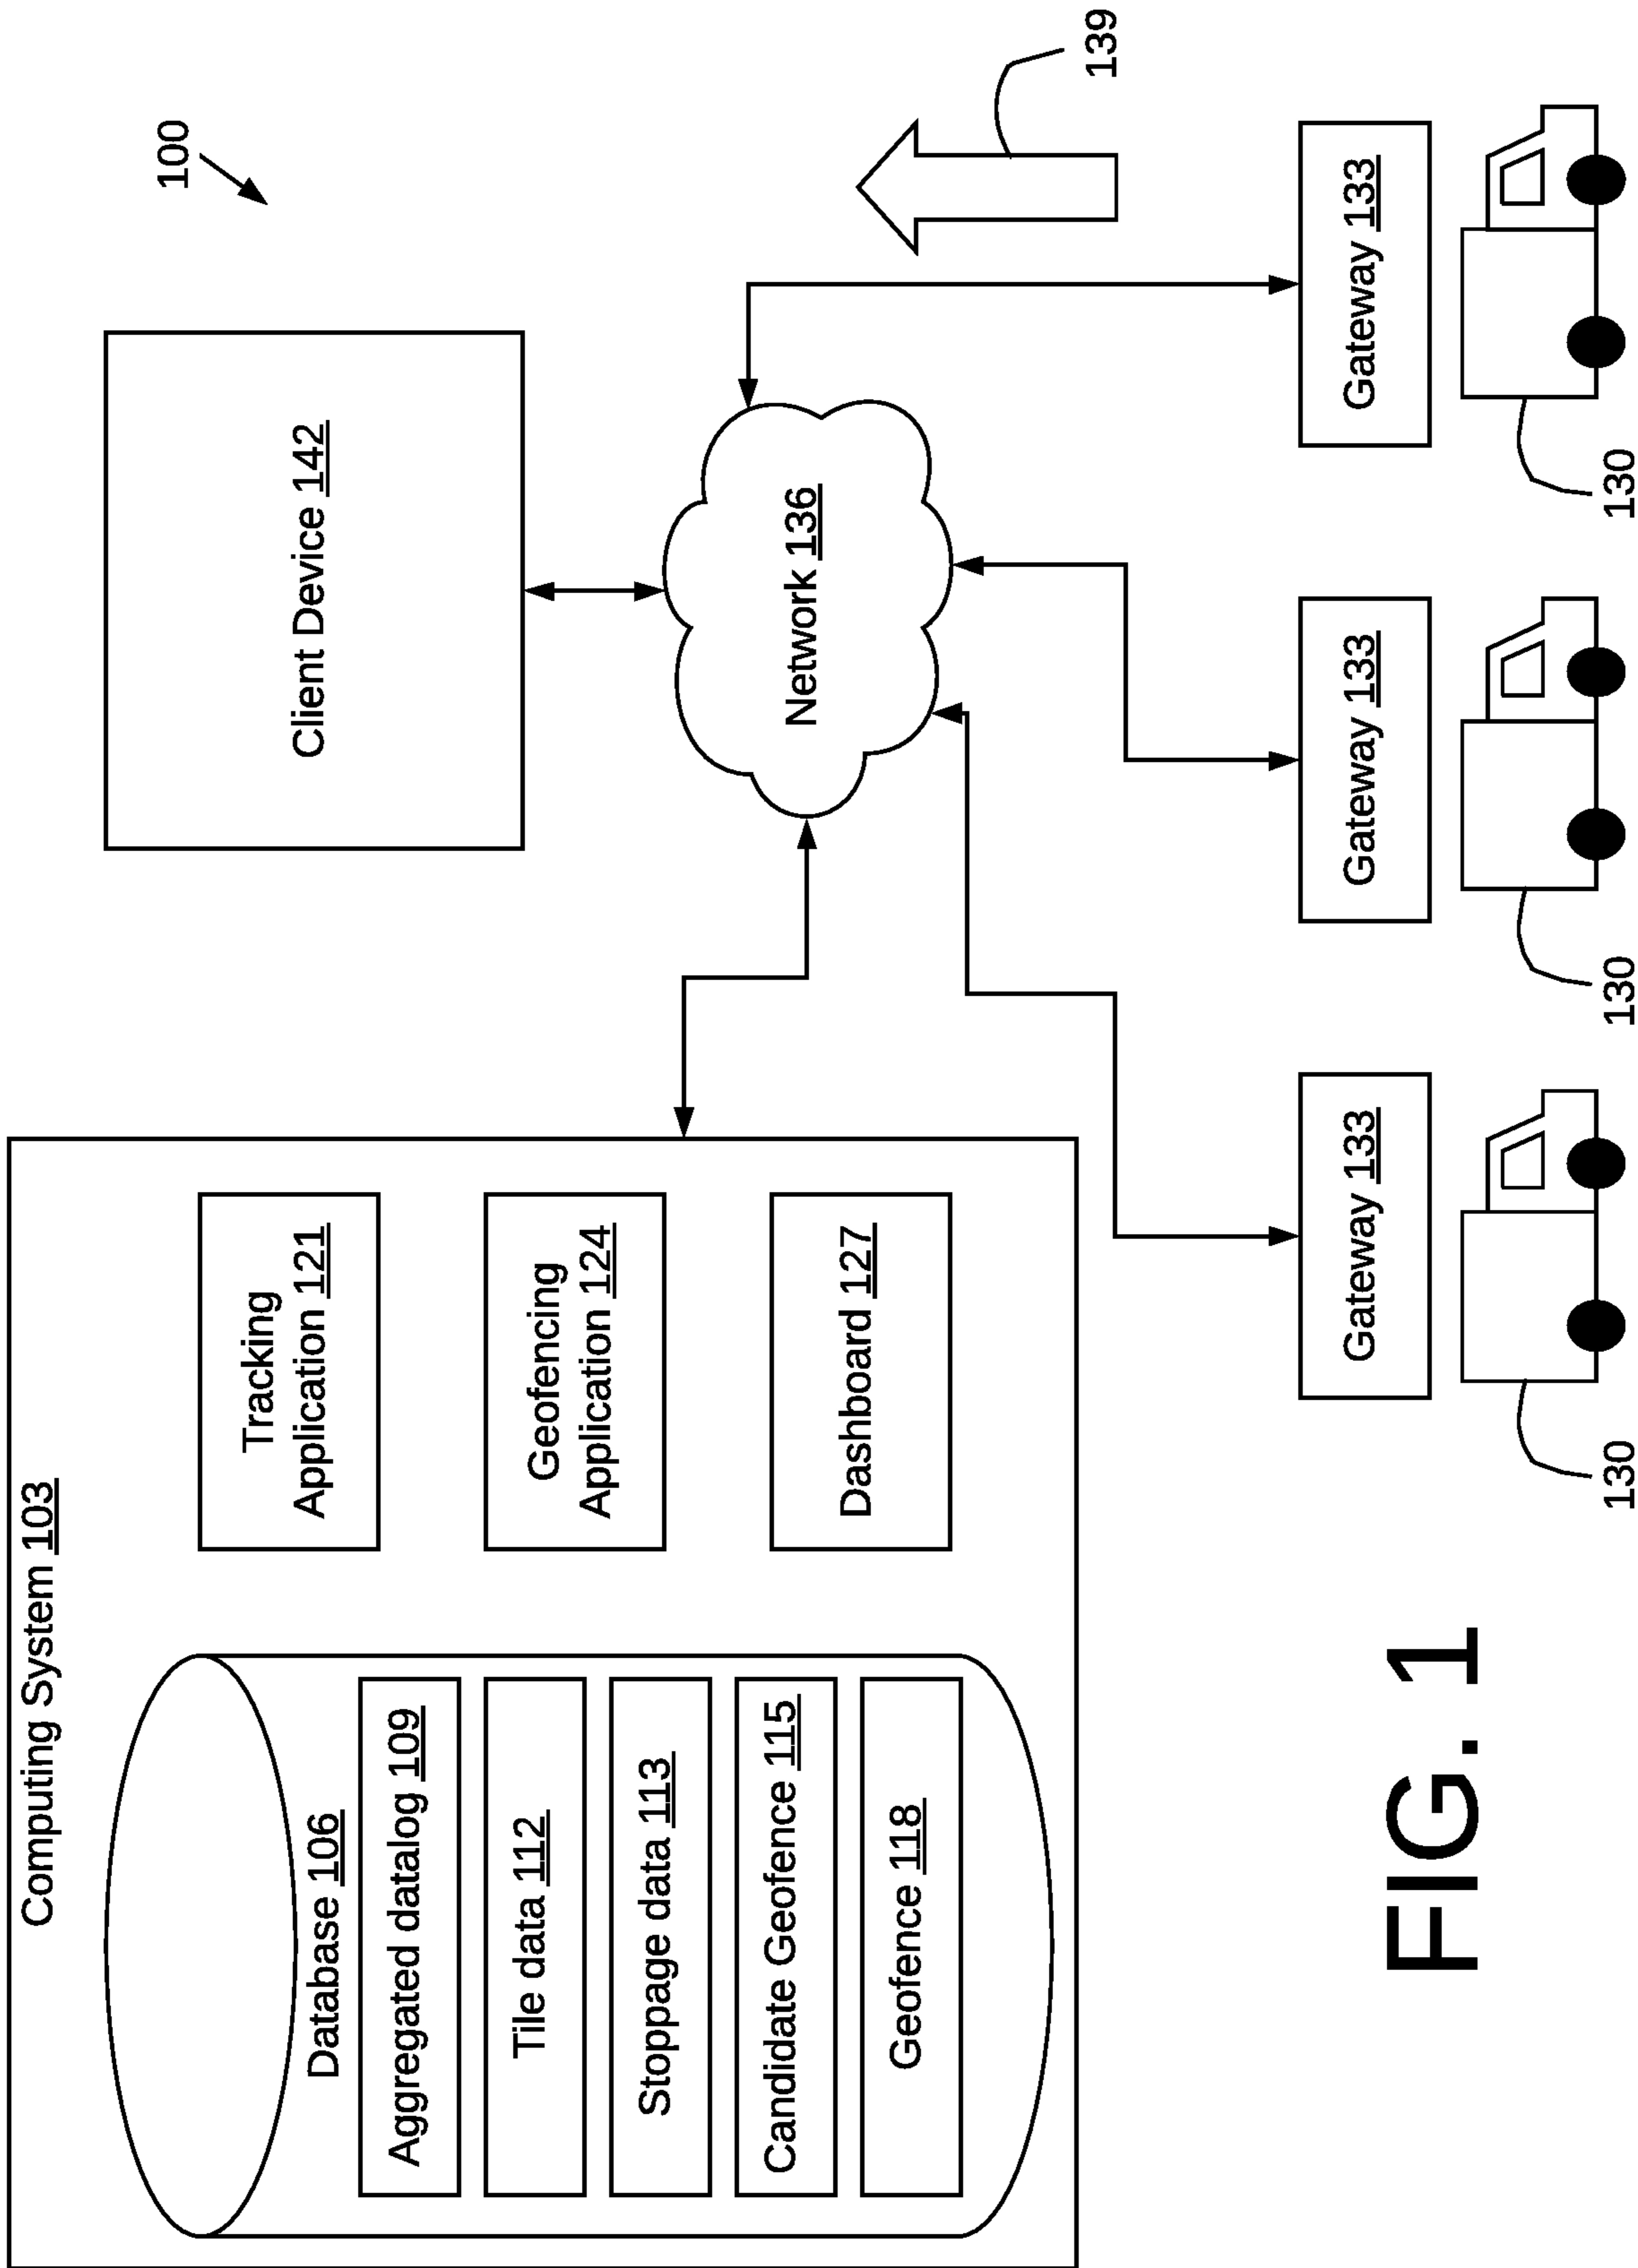 100
Computing System 103
Database 106
Aggregated datalog 109
Tile data 112
Stoppage data 113
Candidate Geofence 115
Geofence 118
Tracking
Application 121
Geofencing
Application 124
Dashboard 127
Client Device 142
Network 136
139
Gateway 133
Gateway 133
Gateway 133
130
130
130
FIG. 1